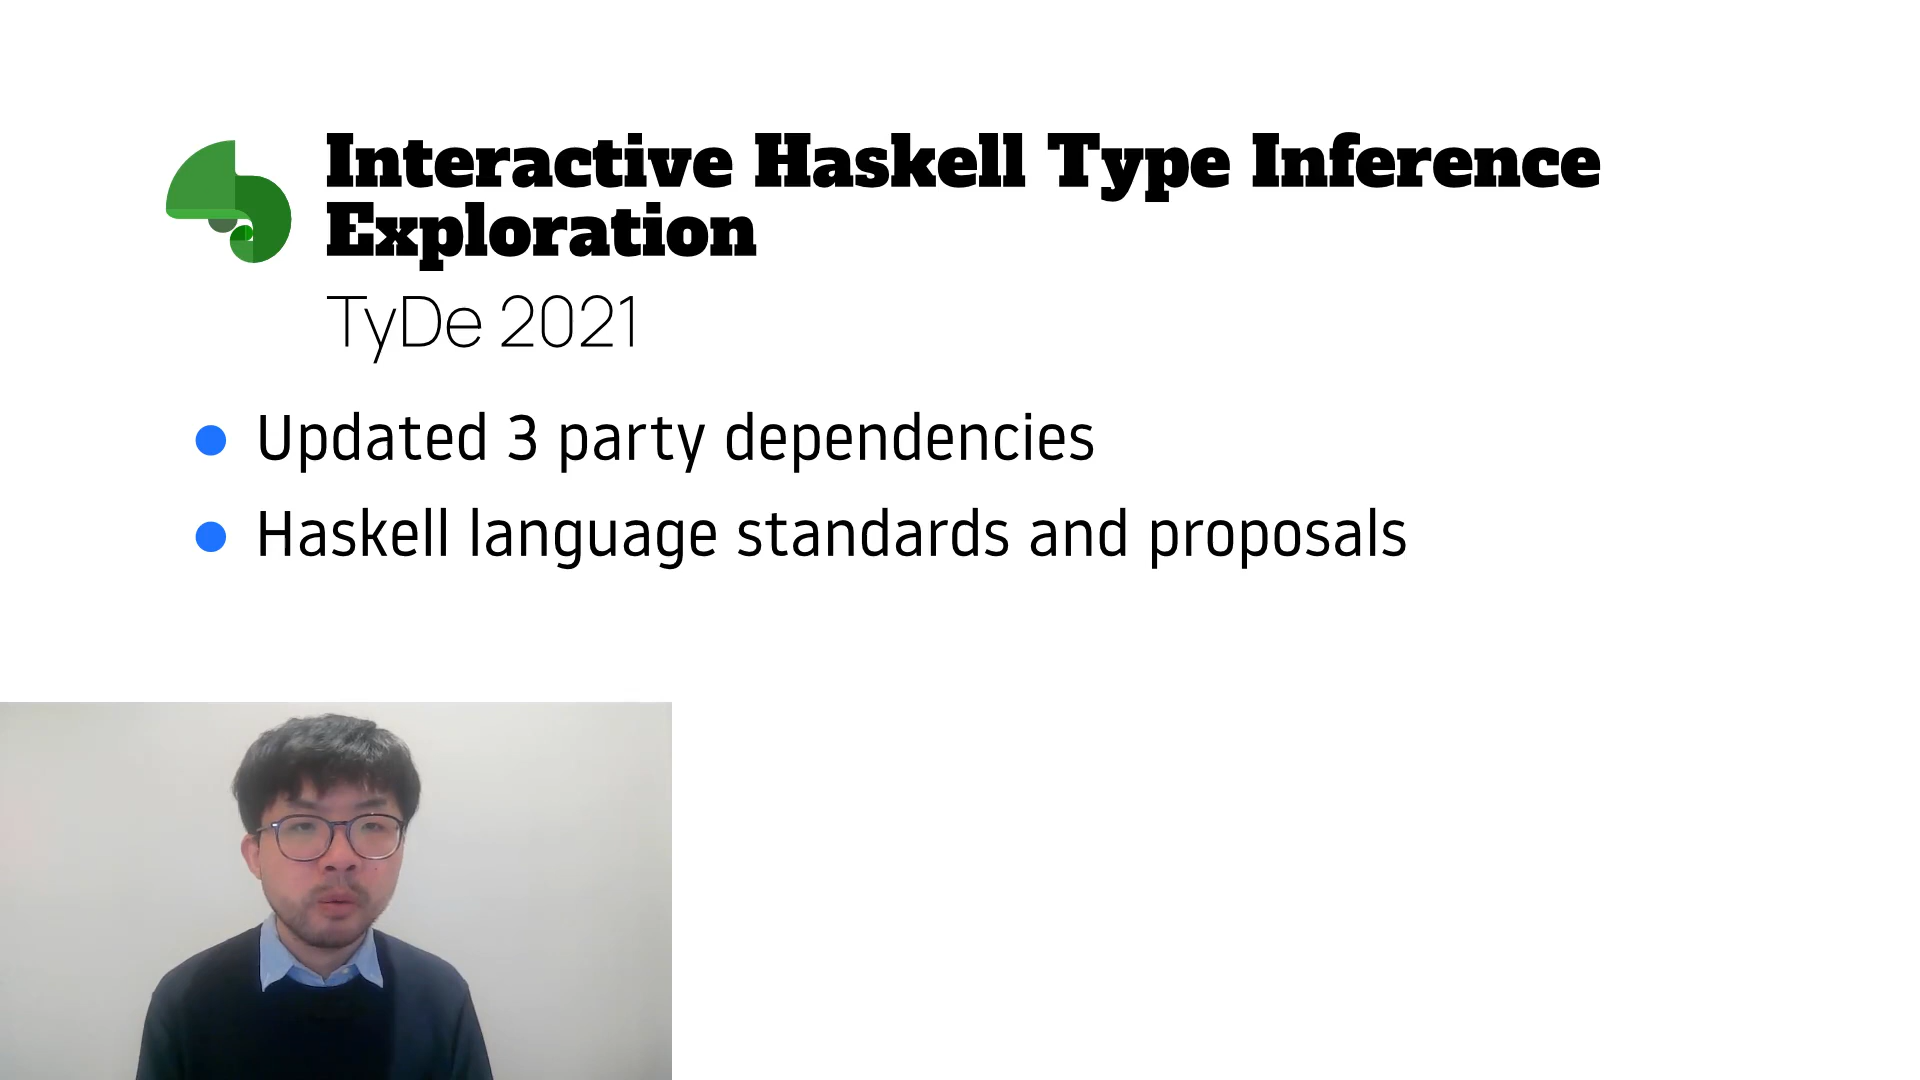 Interactive Haskell Type Inference
Exploration
TyDe 2021
Updated 3 party dependencies
Haskell language standards and proposals